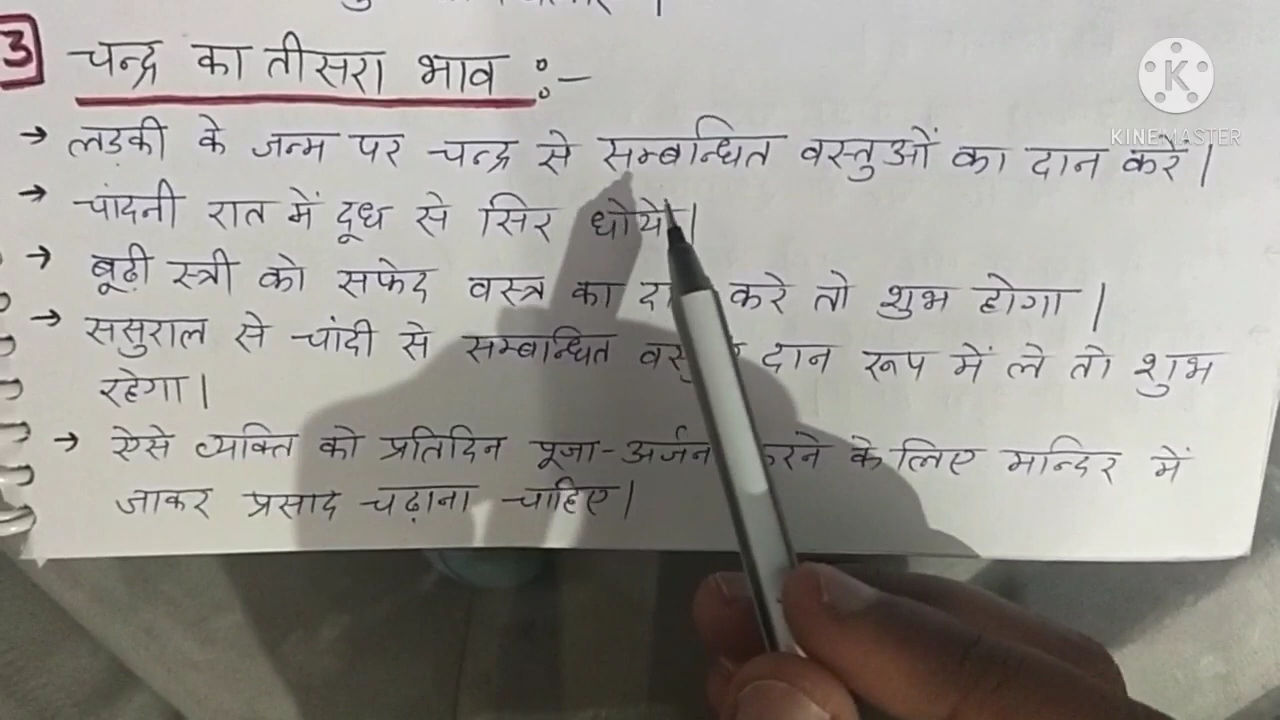 3 चन्द्र का तीसरा भाव :-
K
KINEMASTER
→ लड़की के जन्म पर चन्द्र से सम्बन्धित वस्तुओं का दान करें।
→ चांदनी रात में दूध से सिर धोये।
→ बूढ़ी स्त्री को सफेद वस्त्र का करे तो शुभ होगा।
→ ससुराल से चांदी से सम्बन्धित दान रूप में ले तो शुभ
रहेगा।
→ ऐसे व्यक्ति को प्रतिदिन पूजा-अर्जन करने के लिए मन्दिर में
जाकर प्रसाद चढ़ाना चाहिए।